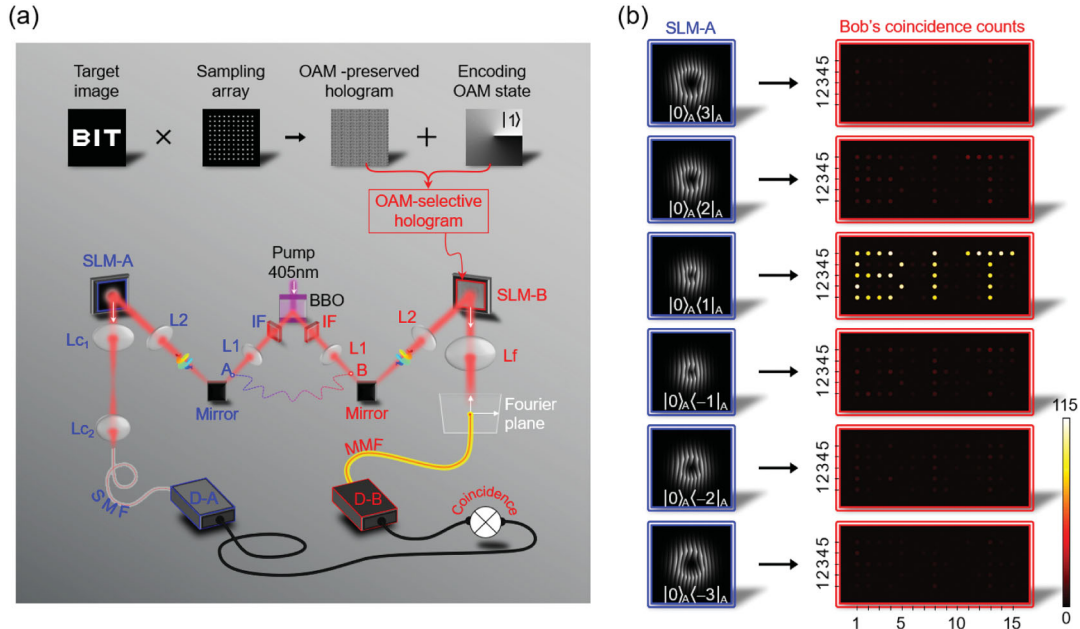 (a)
Target
image
Sampling
array
OAM -preserved
hologram
Encoding
OAM state
BIT
×
+
|1⟩
OAM-selective
hologram
SLM-A
Pump
405nm
BBO
SLM-B
IF
IF
L2
L2
Lc1
L1
L1
Lf
A
B
Mirror
Mirror
Fourier
plane
Lc2
MMF
SMF
D-A
D-B
Coincidence
(b)
SLM-A
Bob's coincidence counts
|0⟩A⟨3|A
12345
|0⟩A⟨2|A
12345
|0⟩A⟨1|A
12345
|0⟩A⟨-1|A
12345
|0⟩A⟨-2|A
12345
|0⟩A⟨-3|A
12345
115
0
1 5 10 15